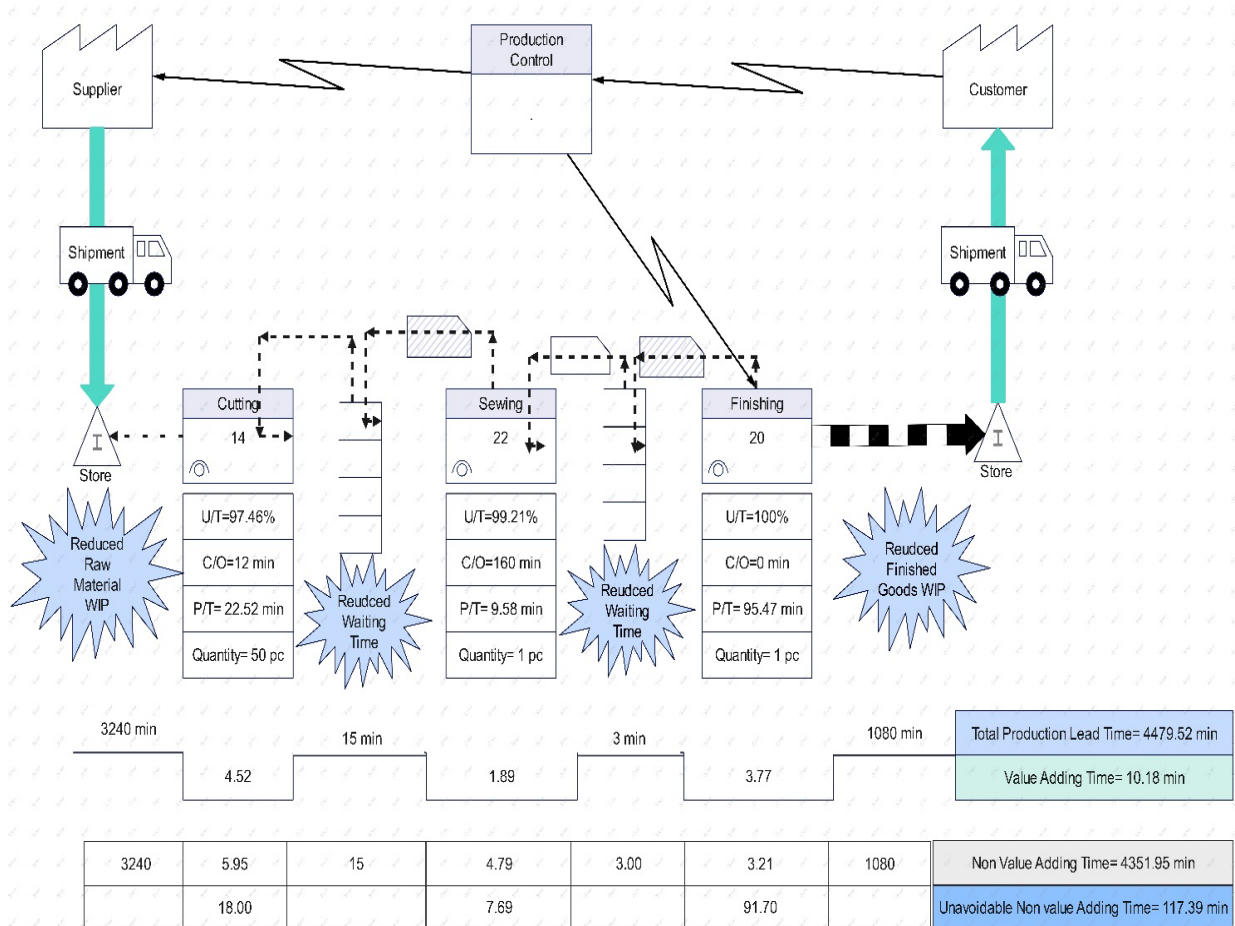 Production
Control
.
Supplier
Customer
Shipment
Shipment
Cutting
14
Sewing
22
Finishing
20
I
Store
I
Store
U/T=97.46%
C/O=12 min
P/T= 22.52 min
Quantity= 50 pc
U/T=99.21%
C/O=160 min
P/T= 9.58 min
Quantity= 1 pc
U/T=100%
C/O=0 min
P/T= 95.47 min
Quantity= 1 pc
Reduced
Raw
Material
WIP
Reudced
Waiting
Time
Reudced
Waiting
Time
Reudced
Finished
Goods WIP
3240 min
15 min
3 min
1080 min
4.52
1.89
3.77
Total Production Lead Time= 4479.52 min
Value Adding Time= 10.18 min
3240 5.95 15 4.79 3.00 3.21 1080 Non Value Adding Time= 4351.95 min
18.00 7.69 91.70 Unavoidable Non value Adding Time= 117.39 min